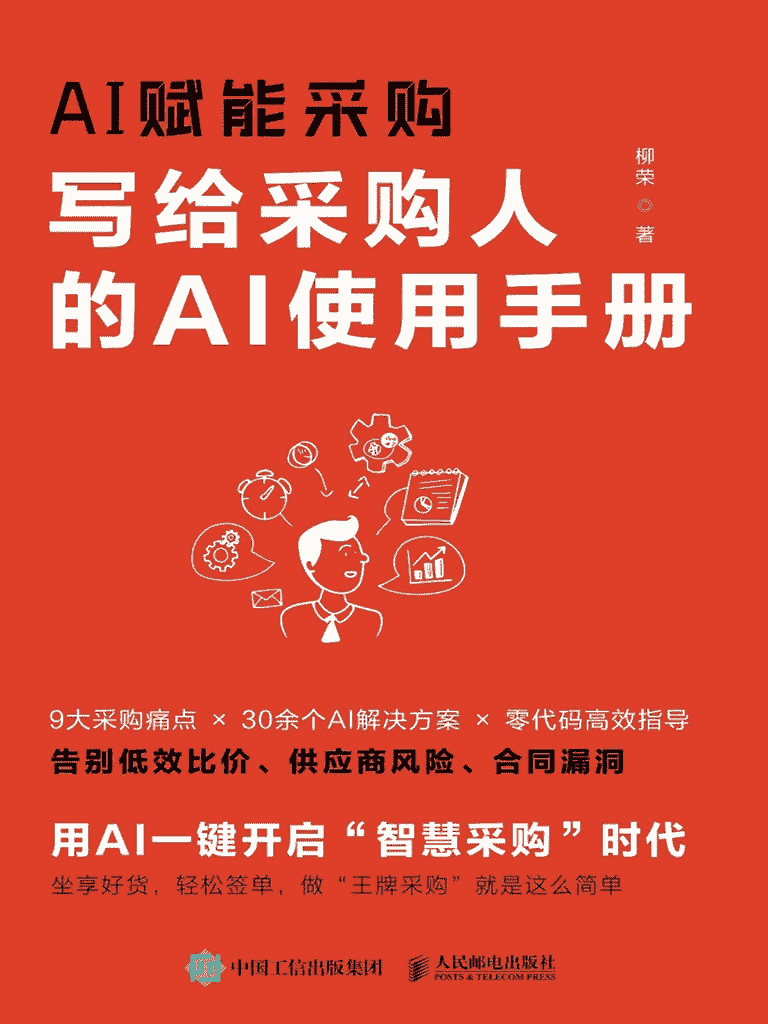 AI赋能采购
写给采购人
的AI使用手册
柳荣 ◎ 著
9大采购痛点 × 30余个AI解决方案 × 零代码高效指导
告别低效比价、供应商风险、合同漏洞
用AI一键开启“智慧采购”时代
坐享好货，轻松签单，做“王牌采购”就是这么简单
中国工信出版集团
人民邮电出版社
POSTS & TELECOM PRESS